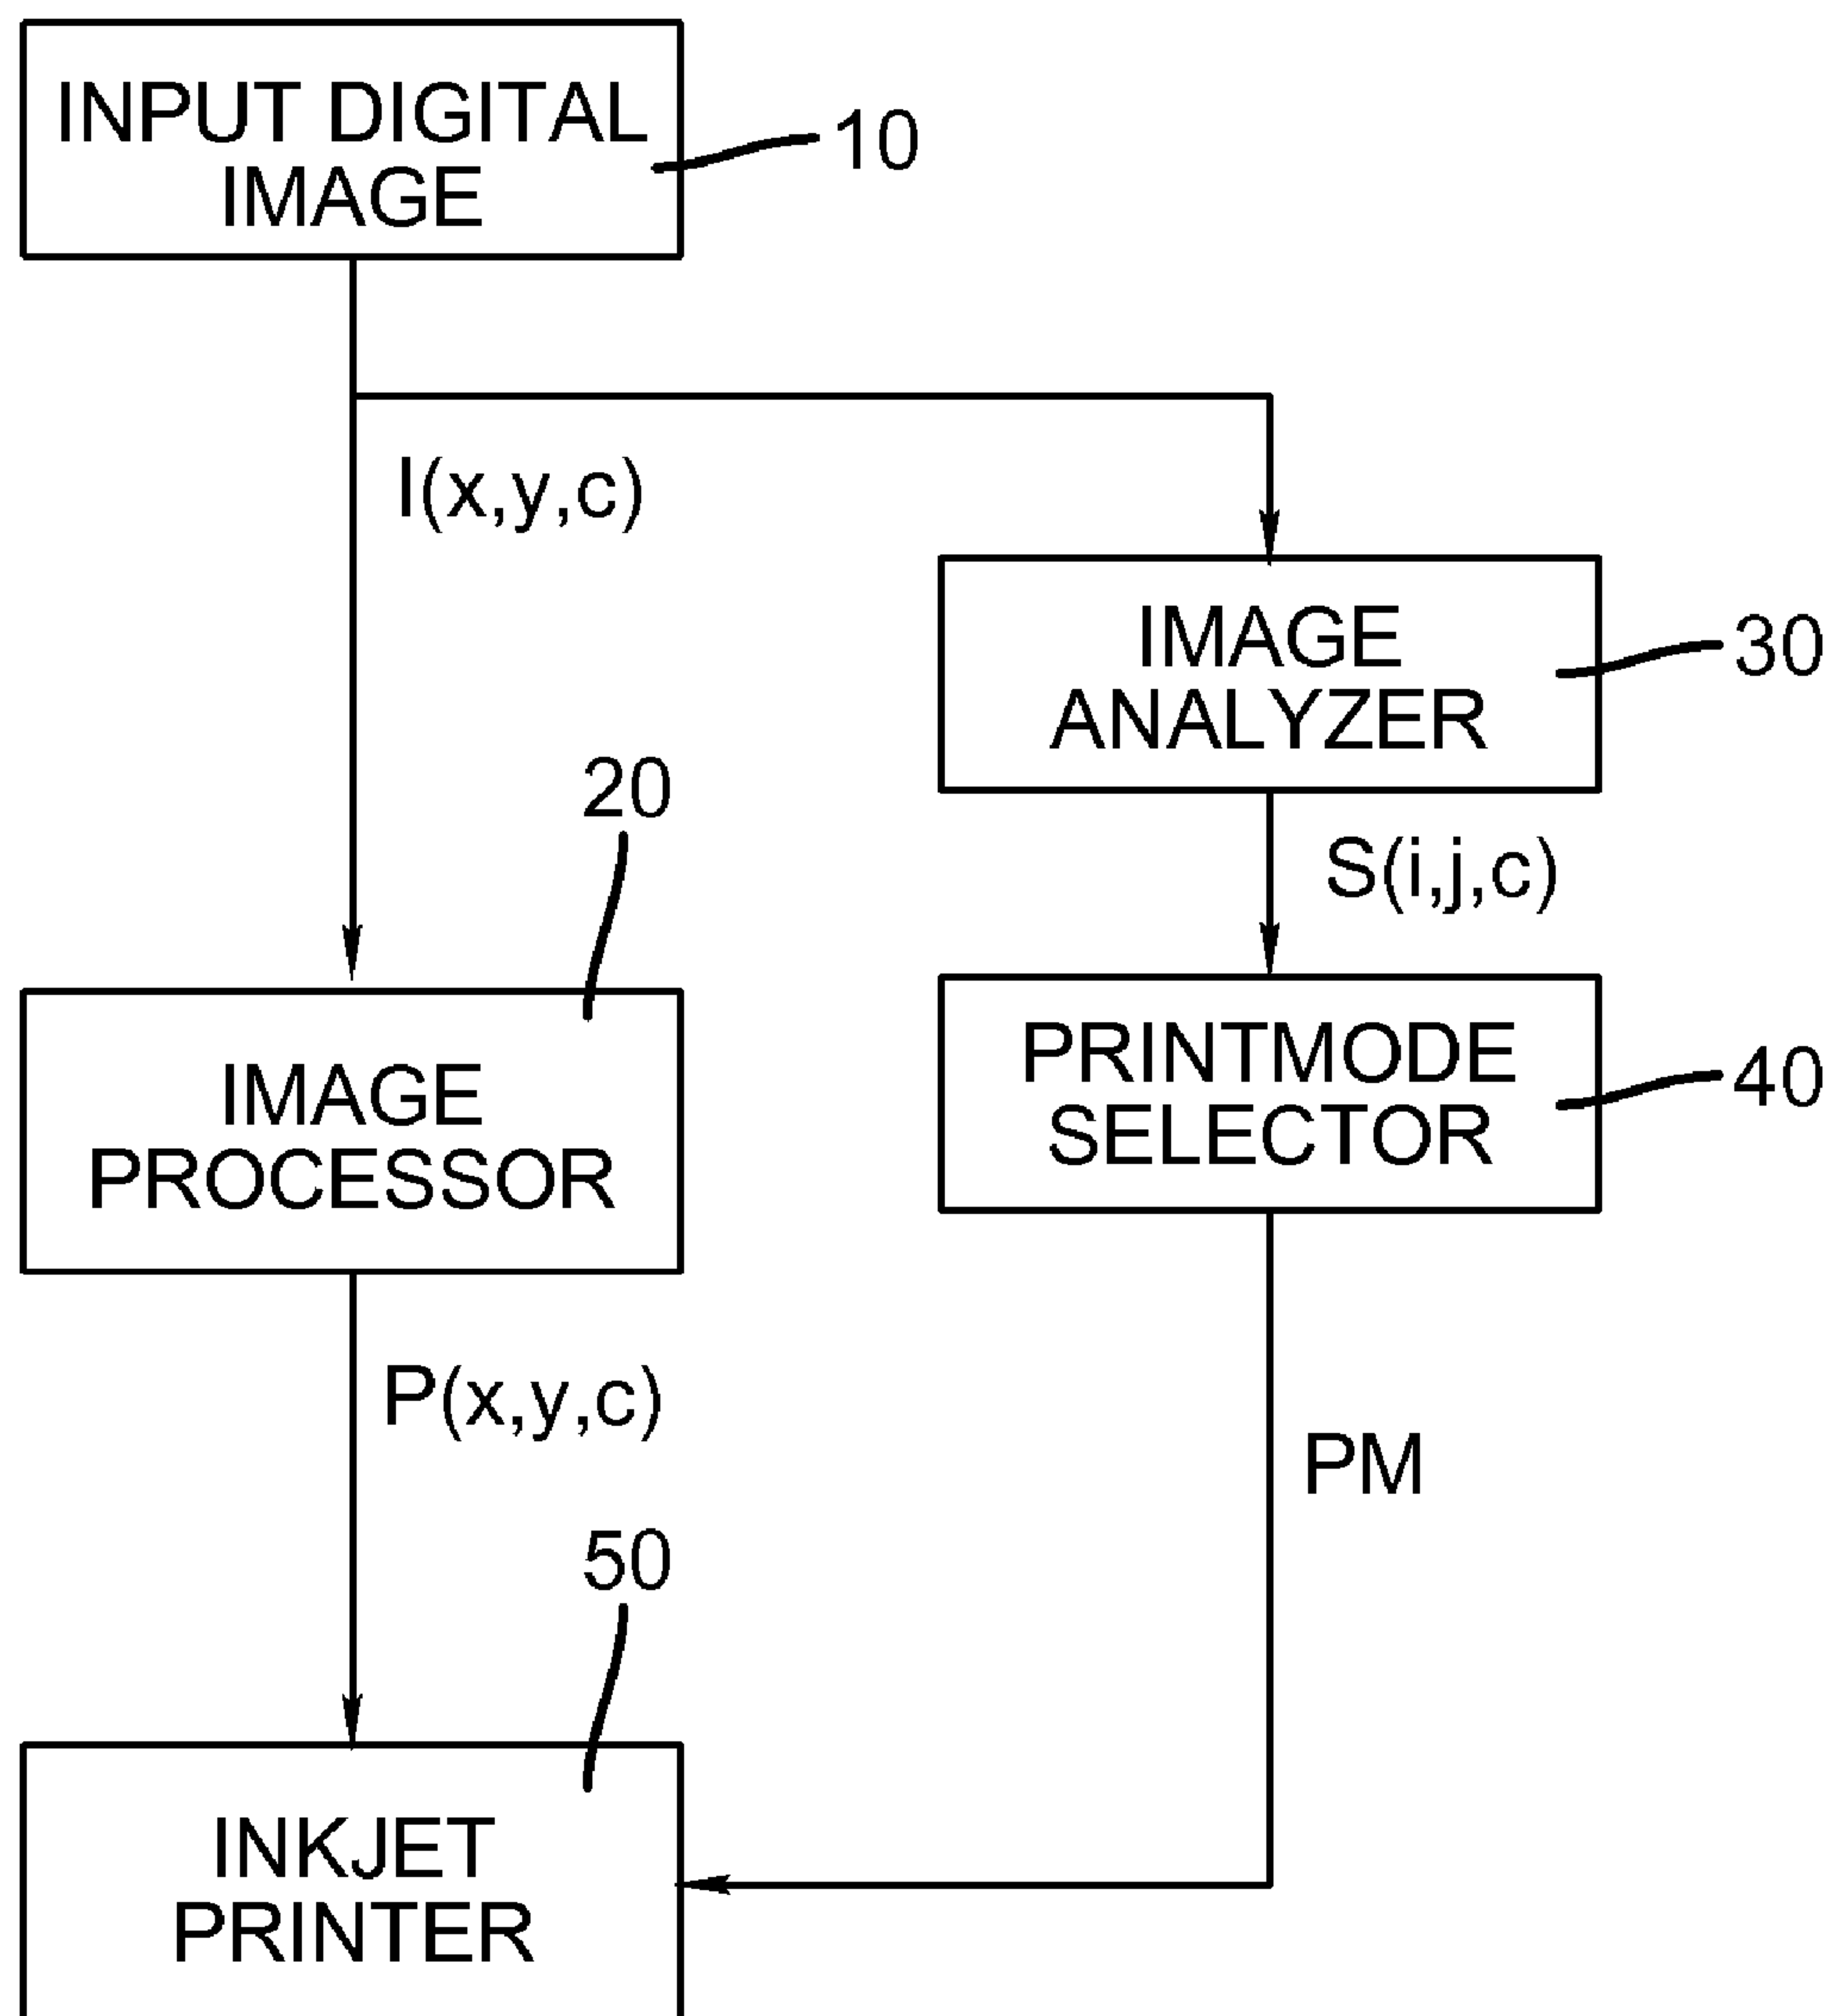 INPUT DIGITAL
IMAGE
10
I(x,y,c)
IMAGE
ANALYZER
30
20
S(i,j,c)
IMAGE
PROCESSOR
PRINTMODE
SELECTOR
40
P(x,y,c)
PM
50
INKJET
PRINTER